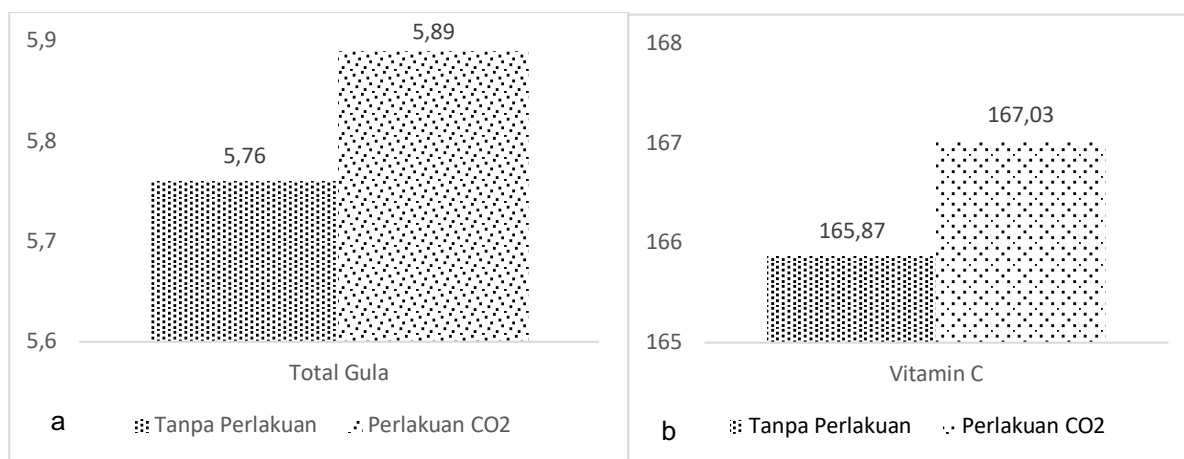 5,9
5,8
5,7
5,6
5,76
5,89
Total Gula
a
Tanpa Perlakuan
Perlakuan CO2
168
167
166
165
165,87
167,03
Vitamin C
b
Tanpa Perlakuan
Perlakuan CO2